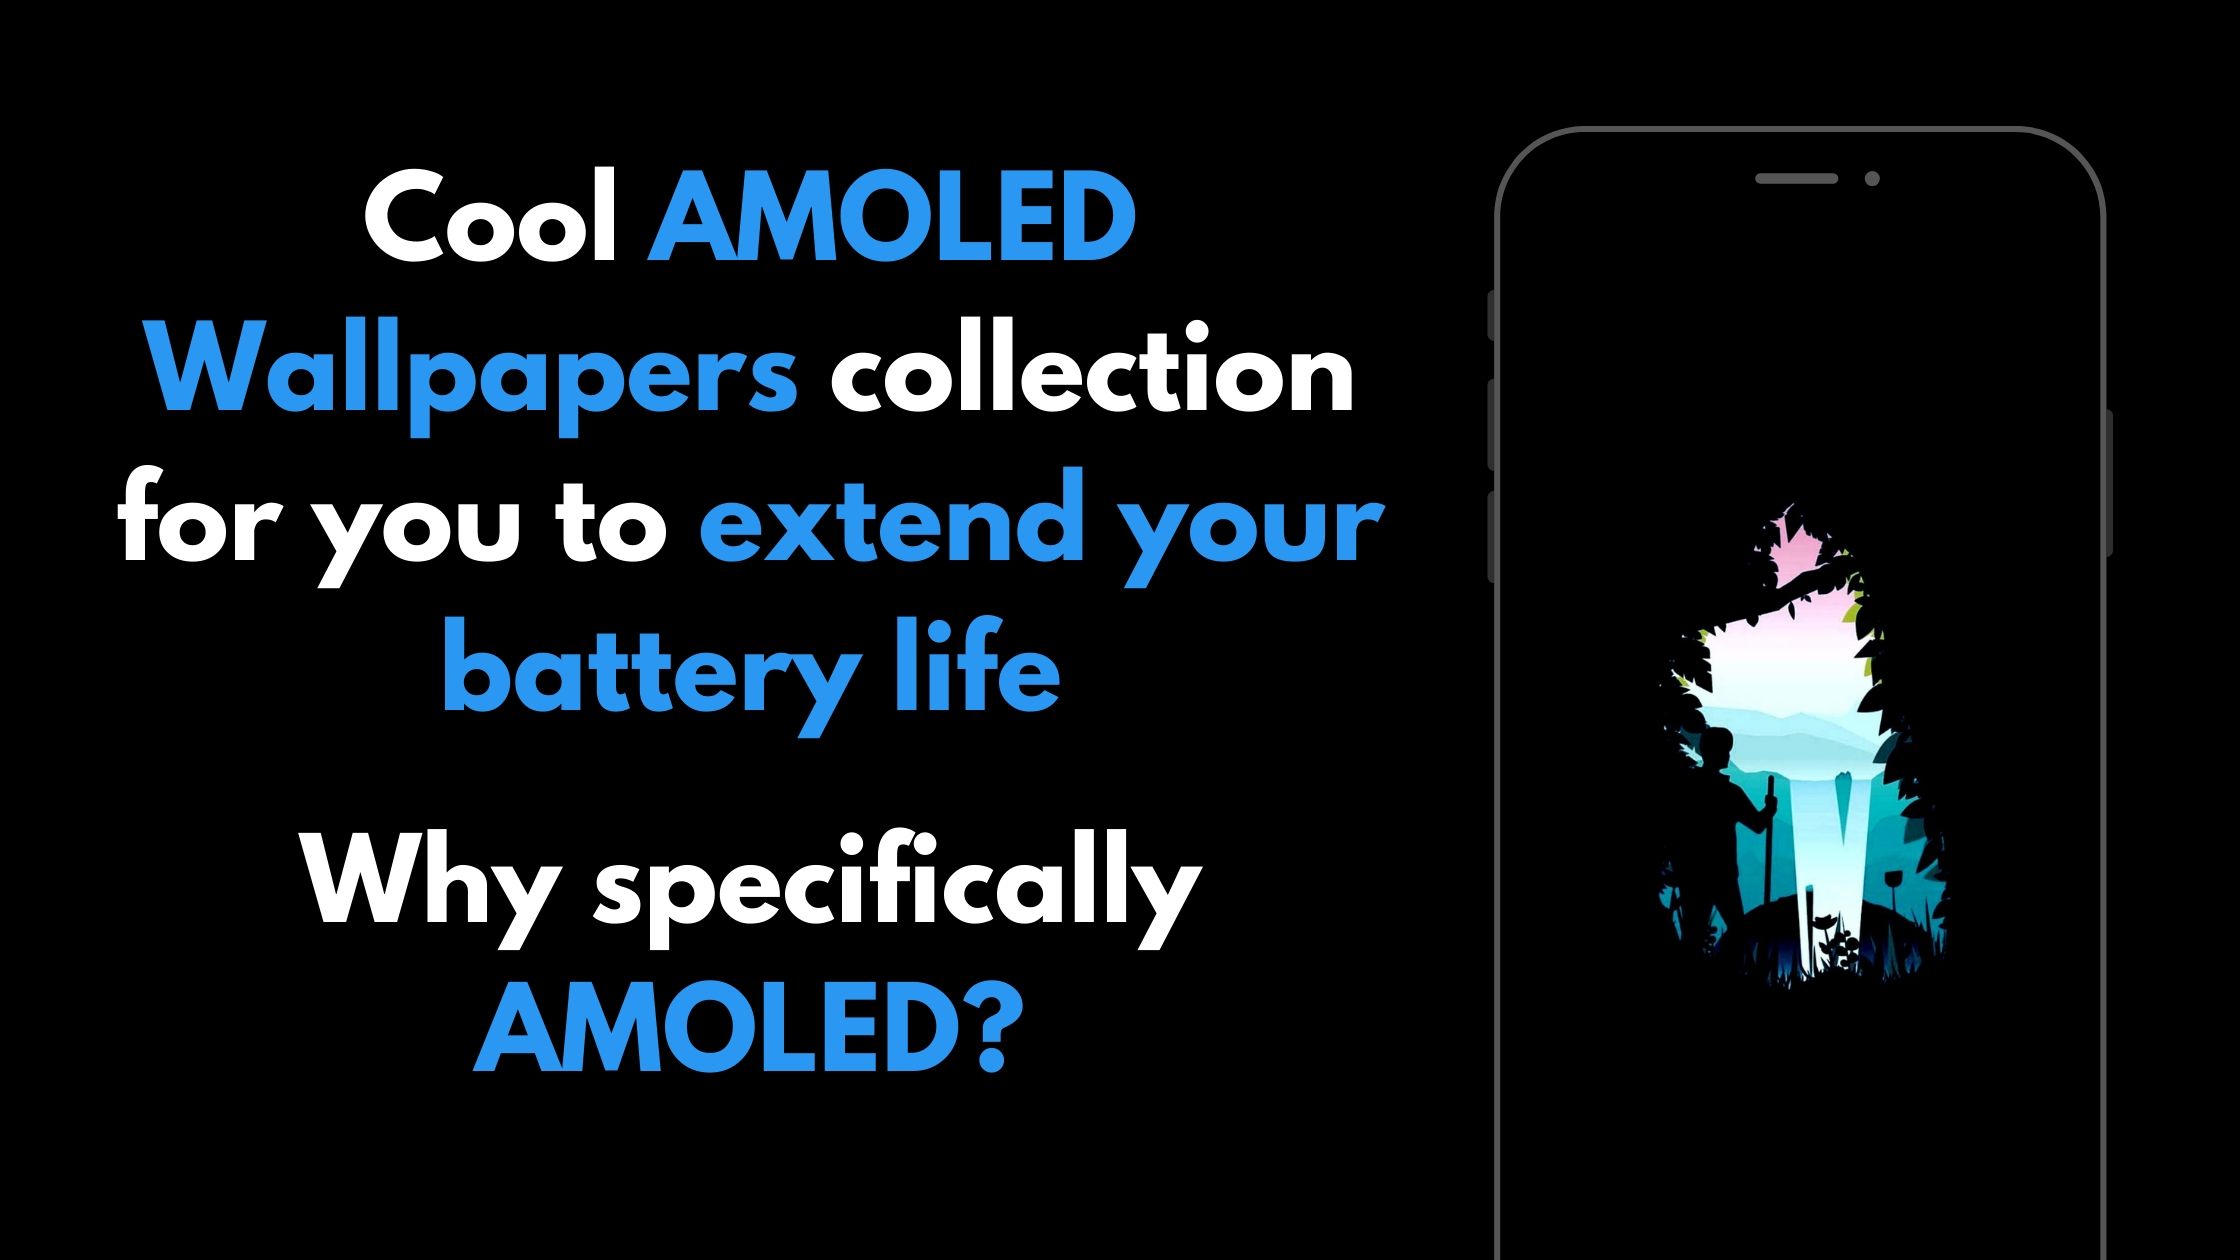 Cool AMOLED
Wallpapers collection
for you to extend your
battery life
Why specifically
AMOLED?